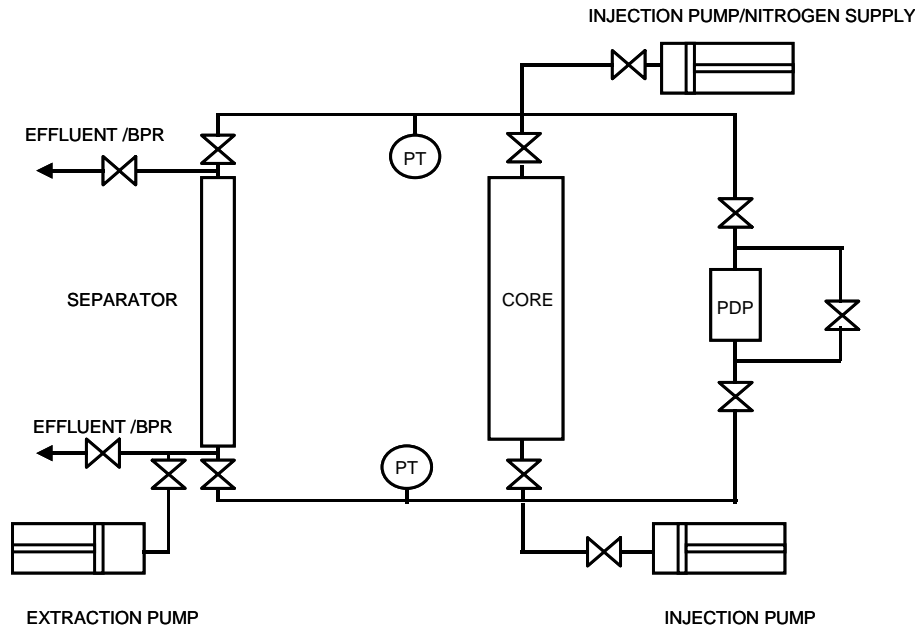 INJECTION PUMP/NITROGEN SUPPLY
EFFLUENT /BPR
PT
SEPARATOR
CORE
PDP
EFFLUENT /BPR
PT
EXTRACTION PUMP
INJECTION PUMP